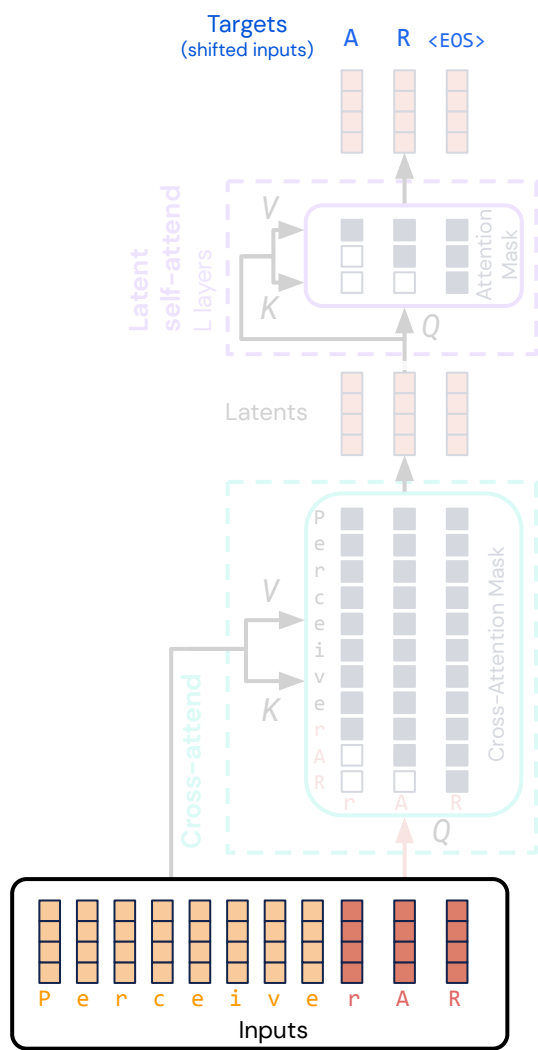 Targets A R <EOS>
(shifted inputs)
Latent
self-attend
L layers
V
K
Attention
Mask
Q
Latents
Cross-attend
V
K
P
e
r
c
e
i
v
e
r
A
R
r A R
Cross-Attention Mask
Q
P e r c e i v e r A R
Inputs